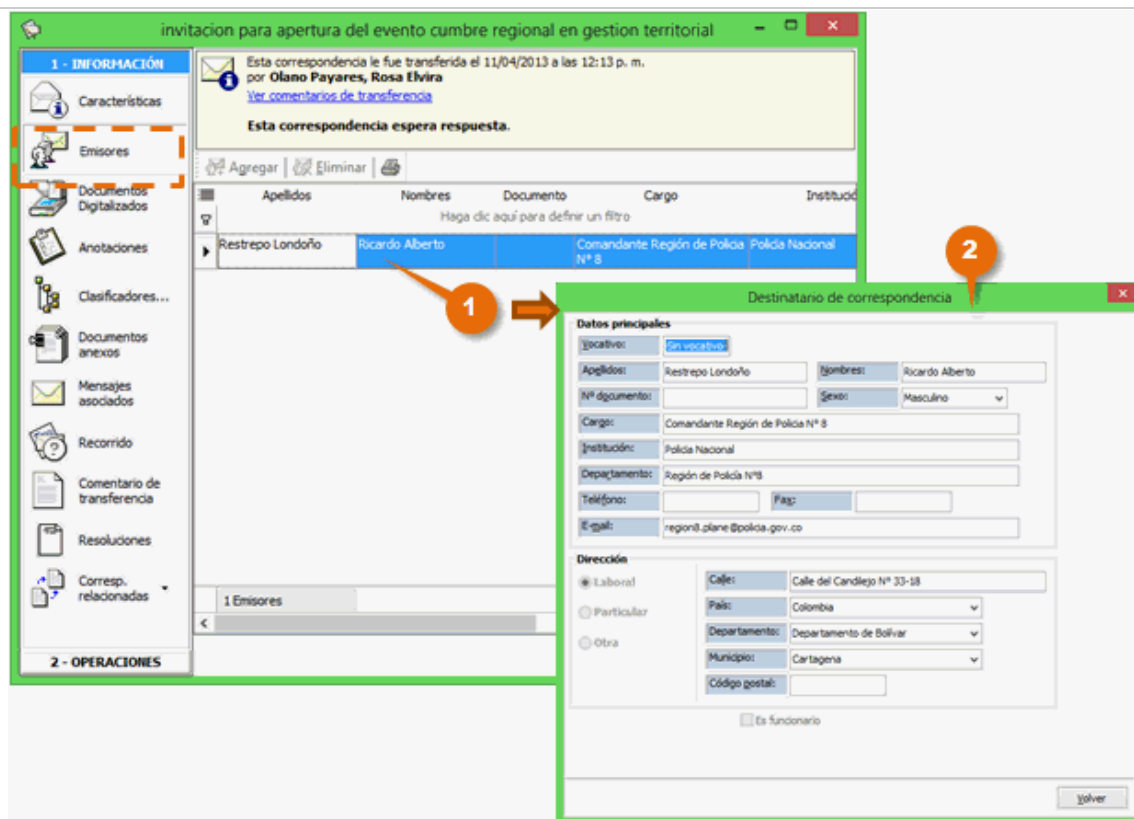 invitacion para apertura del evento cumbre regional en gestion territorial
1 - INFORMACIÓN
Características
Emisores
Documentos
Digitalizados
Anotaciones
Clasificadores...
Documentos
anexos
Mensajes
asociados
Recorrido
Comentario de
transferencia
Resoluciones
Corresp.
relacionadas
2 - OPERACIONES
Esta correspondencia le fue transferida el 11/04/2013 a las 12:13 p. m.
por Olano Payares, Rosa Elvira
Ver comentarios de transferencia
Esta correspondencia espera respuesta.
Agregar | Eliminar |
Apellidos Nombres Documento Cargo Institució
Haga clic aquí para definir un filtro
Restrepo Londoño Ricardo Alberto Comandante Región de Policia Policia Nacional
N° 8
1
1 Emisores
2
Destinatario de correspondencia
Datos principales
Vocativo: -Sin vocativo-
Apellidos: Restrepo Londoño Nombres: Ricardo Alberto
Nº documento: Sexo: Masculino
Cargo: Comandante Región de Policia N° 8
Institución: Policia Nacional
Departamento: Región de Policía N°8
Teléfono: Fax:
E-mail: region8.plane@policia.gov.co
Dirección
Laboral Calle: Calle del Candilejo N° 33-18
Particular País: Colombia
Otra Departamento: Departamento de Bolívar
Municipio: Cartagena
Código postal:
Es funcionario
Volver